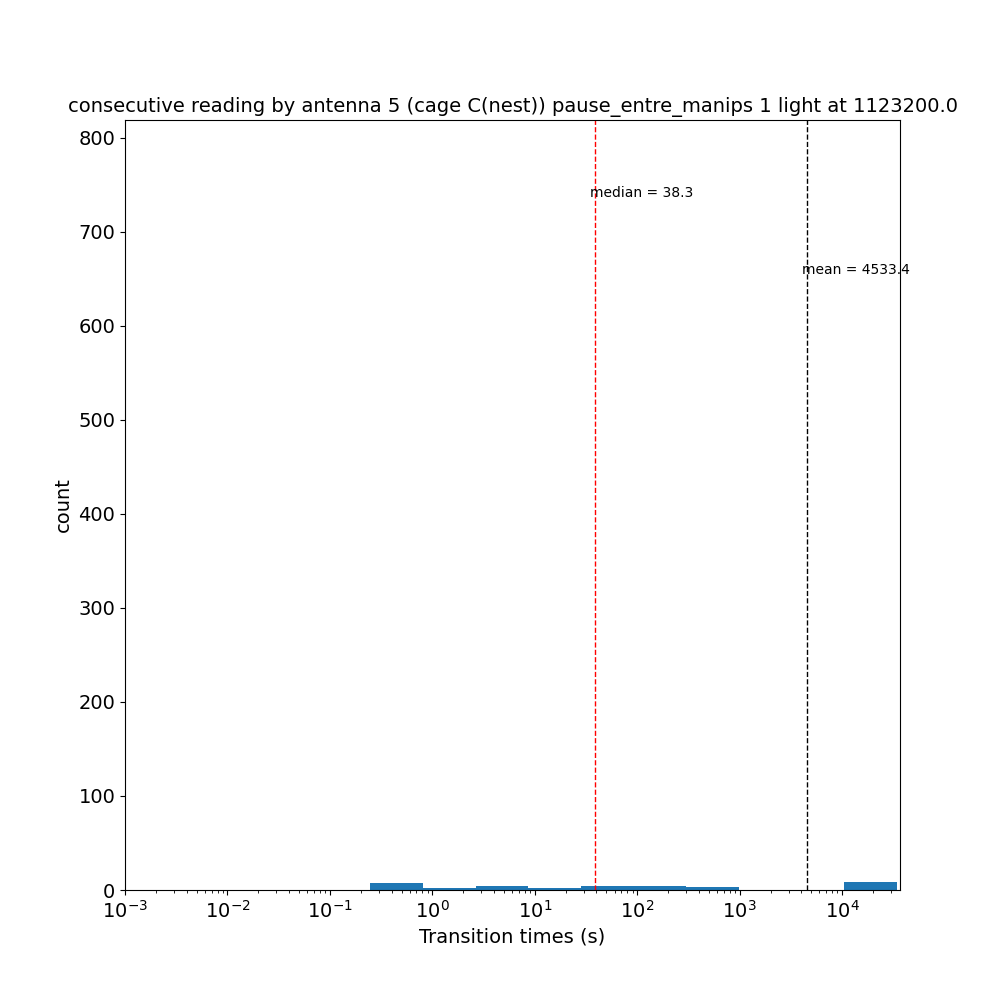 consecutive reading by antenna 5 (cage C(nest)) pause_entre_manips 1 light at 1123200.0
800
median = 38.3
700
mean = 4533.4
600
500
count
400
300
200
100
0
10⁻³ 10⁻² 10⁻¹ 10⁰ 10¹ 10² 10³ 10⁴
Transition times (s)